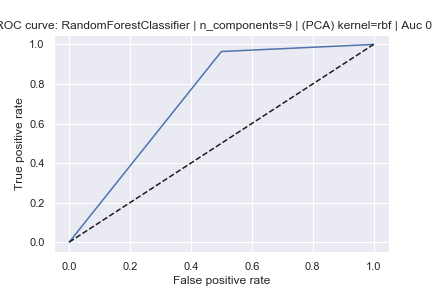 ROC curve: RandomForestClassifier | n_components=9 | (PCA) kernel=rbf | Auc 0
1.0
0.8
0.6
0.4
0.2
0.0
True positive rate
0.0 0.2 0.4 0.6 0.8 1.0
False positive rate